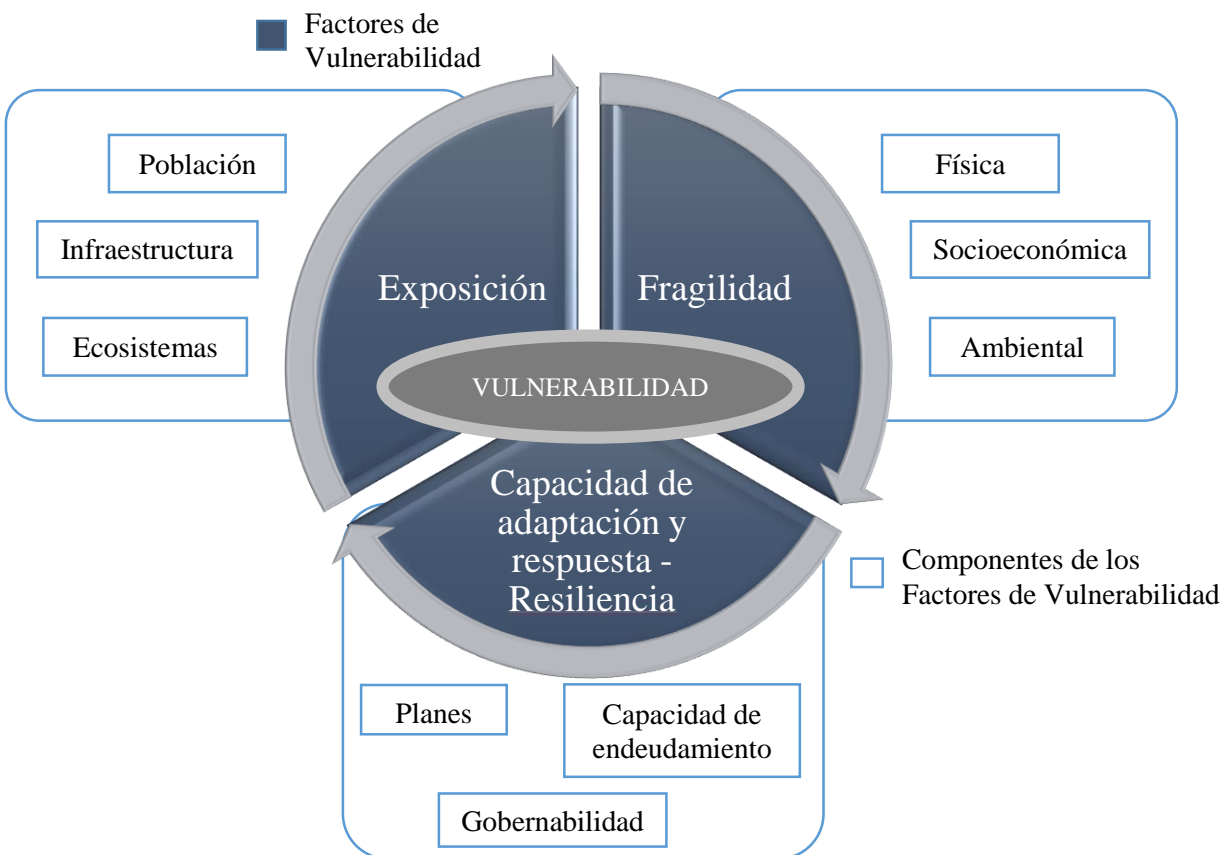 Factores de
Vulnerabilidad
Población
Infraestructura
Ecosistemas
Exposición
Fragilidad
Física
Socioeconómica
Ambiental
VULNERABILIDAD
Capacidad de
adaptación y
respuesta -
Resiliencia
Componentes de los
Factores de Vulnerabilidad
Planes
Capacidad de
endeudamiento
Gobernabilidad